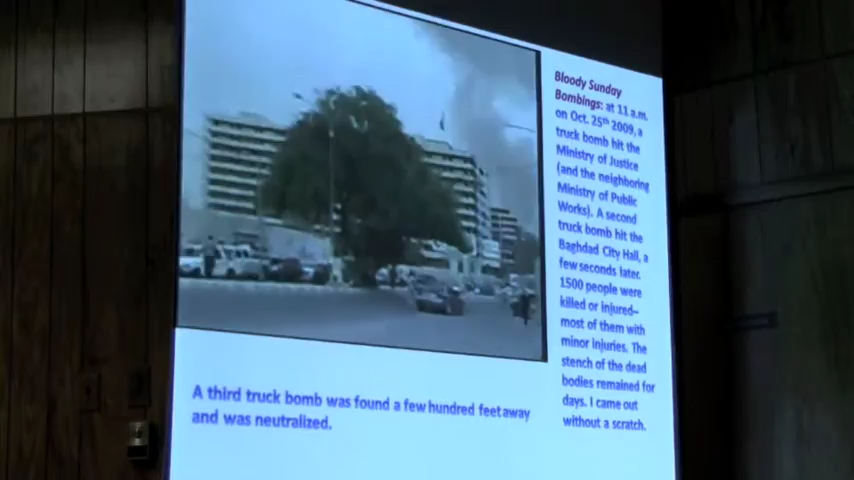 Bloody Sunday
Bombings: at 11 a.m.
on Oct. 25th 2009, a
truck bomb hit the
Ministry of Justice
(and the neighboring
Ministry of Public
Works). A second
truck bomb hit the
Baghdad City Hall, a
few seconds later.
1500 people were
killed or injured–
most of them with
minor injuries. The
stench of the dead
bodies remained for
days. I came out
without a scratch.
A third truck bomb was found a few hundred feet away
and was neutralized.